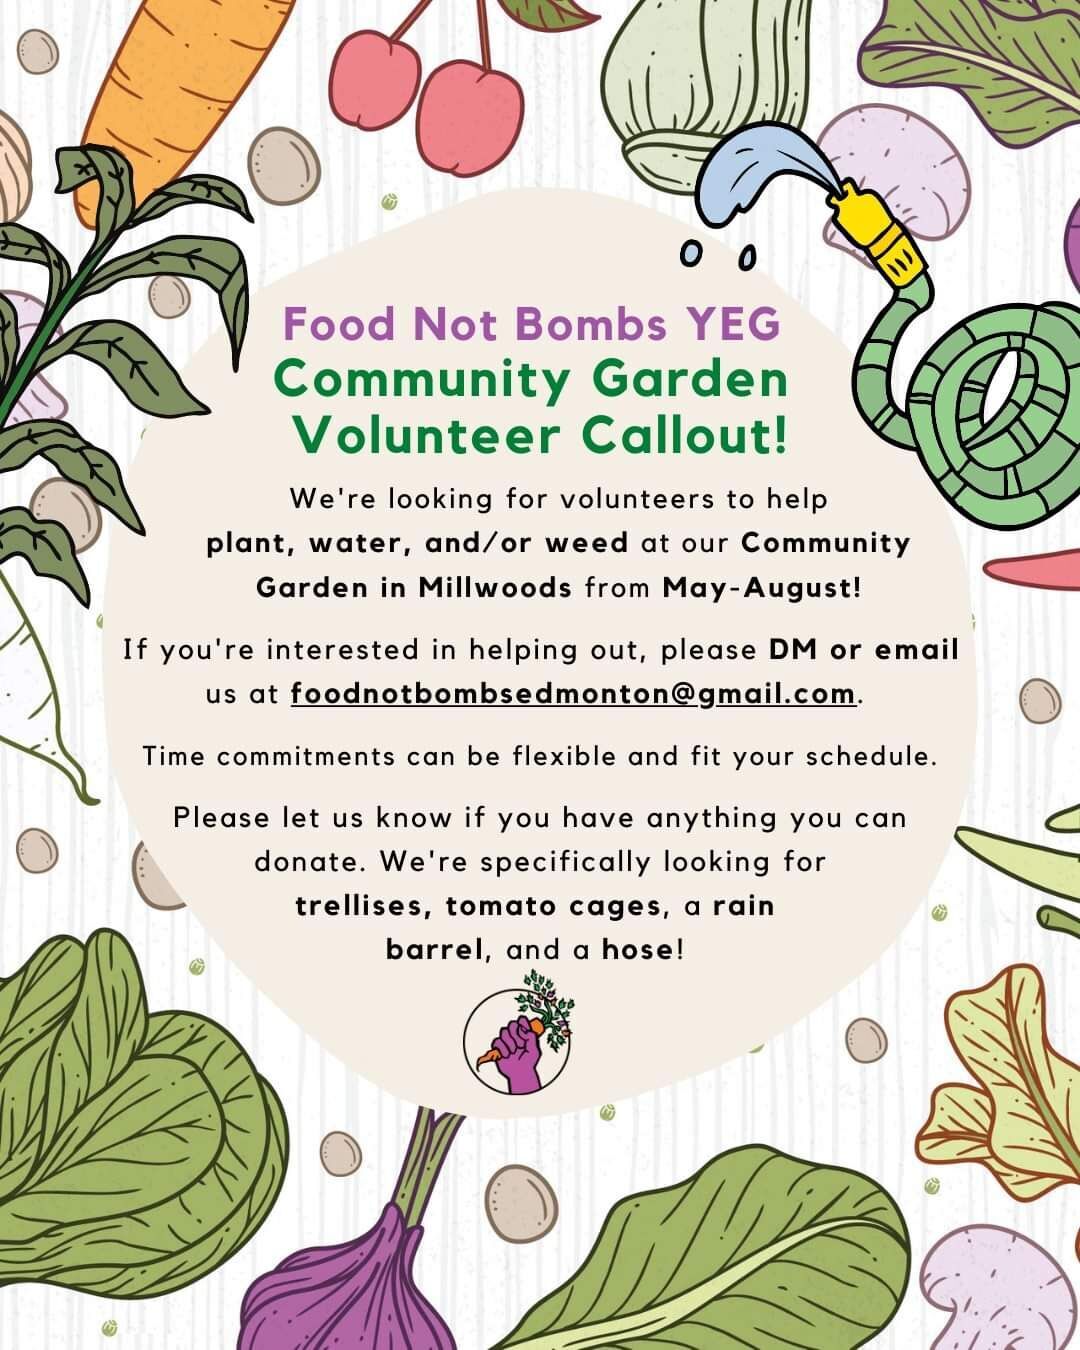 Food Not Bombs YEG
Community Garden
Volunteer Callout!
We're looking for volunteers to help
plant, water, and/or weed at our Community
Garden in Millwoods from May-August!
If you're interested in helping out, please DM or email
us at foodnotbombsedmonton@gmail.com.
Time commitments can be flexible and fit your schedule.
Please let us know if you have anything you can
donate. We're specifically looking for
trellises, tomato cages, a rain
barrel, and a hose!